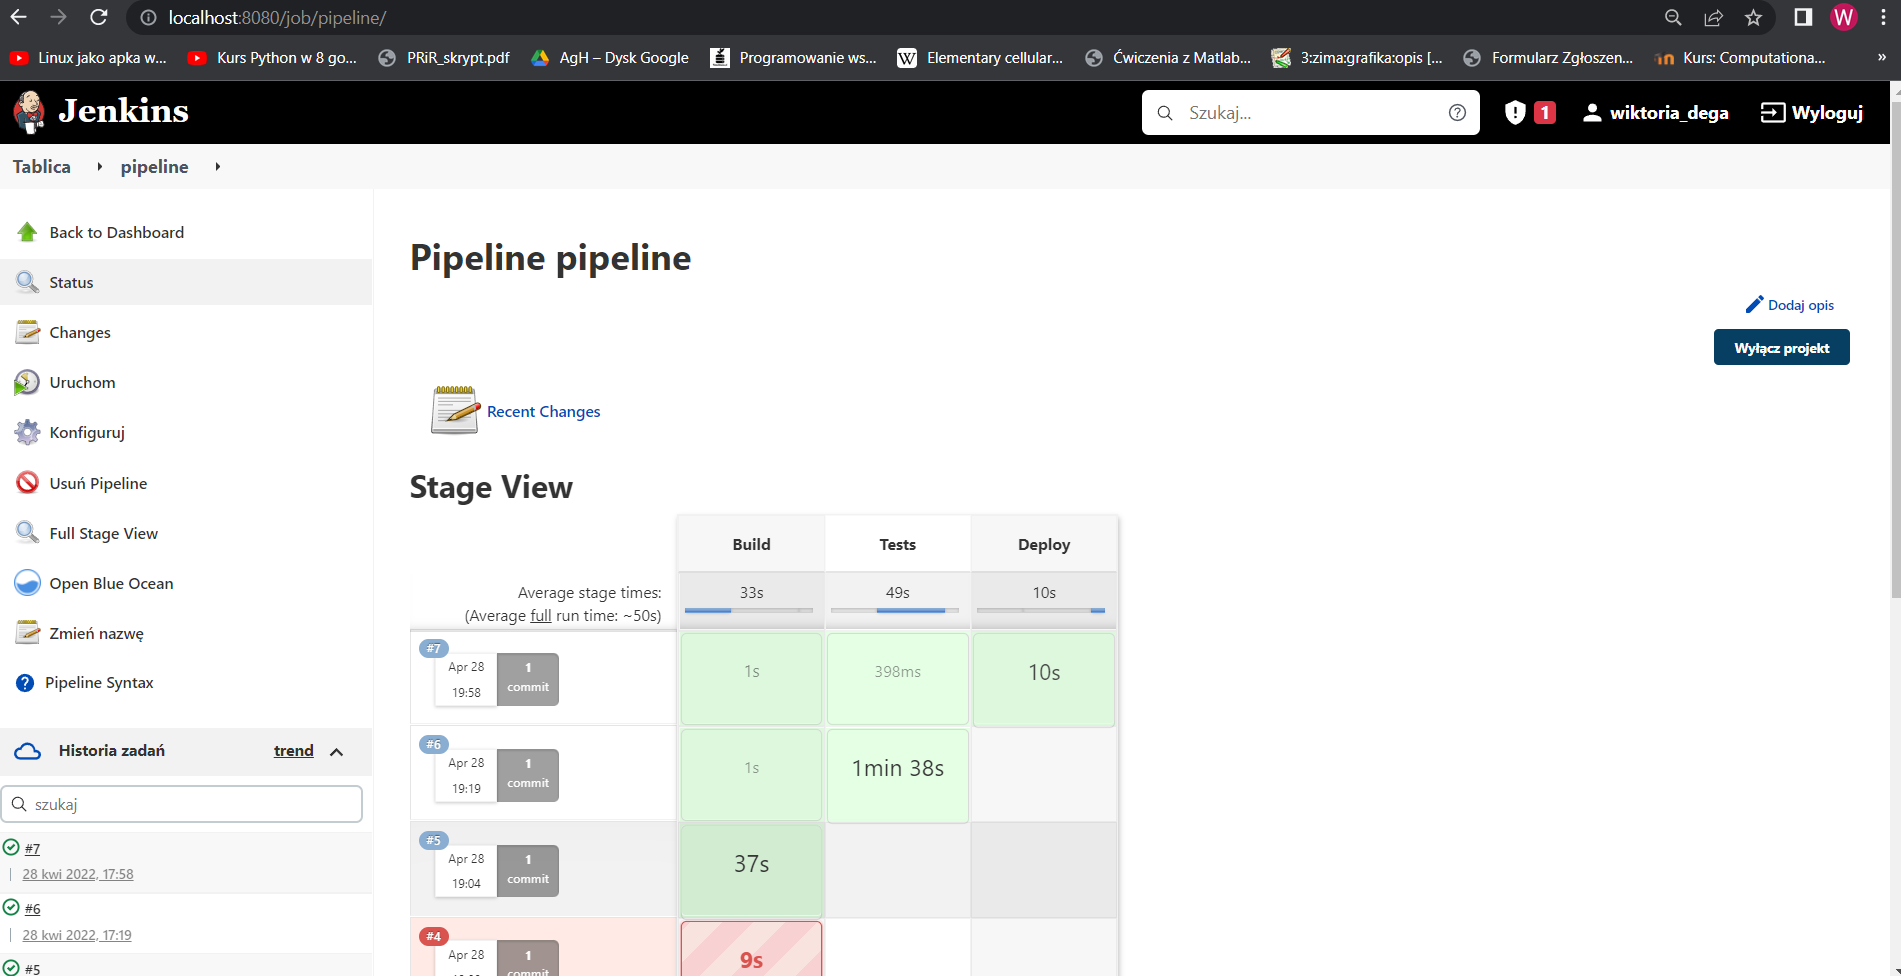 localhost:8080/job/pipeline/
W
Linux jako apka w...
Kurs Python w 8 go...
PRiR_skrypt.pdf
AgH – Dysk Google
Programowanie ws...
W Elementary cellular...
Ćwiczenia z Matlab...
3:zima:grafika:opis [...
Formularz Zgłoszen...
Kurs: Computationa...
»
Jenkins
Szukaj...
1
wiktoria_dega
Wyloguj
Tablica
pipeline
Back to Dashboard
Status
Changes
Uruchom
Konfiguruj
Usuń Pipeline
Full Stage View
Open Blue Ocean
Zmień nazwę
Pipeline Syntax
Historia zadań
trend
szukaj
#7
28 kwi 2022, 17:58
#6
28 kwi 2022, 17:19
#5
Pipeline pipeline
Dodaj opis
Wyłącz projekt
Recent Changes
Stage View
Build Tests Deploy
Average stage times:
(Average full run time: ~50s)
33s 49s 10s
#7
Apr 28
19:58
1
commit
1s 398ms 10s
#6
Apr 28
19:19
1
commit
1s 1min 38s
#5
Apr 28
19:04
1
commit
37s
#4
Apr 28
1
commit
9s